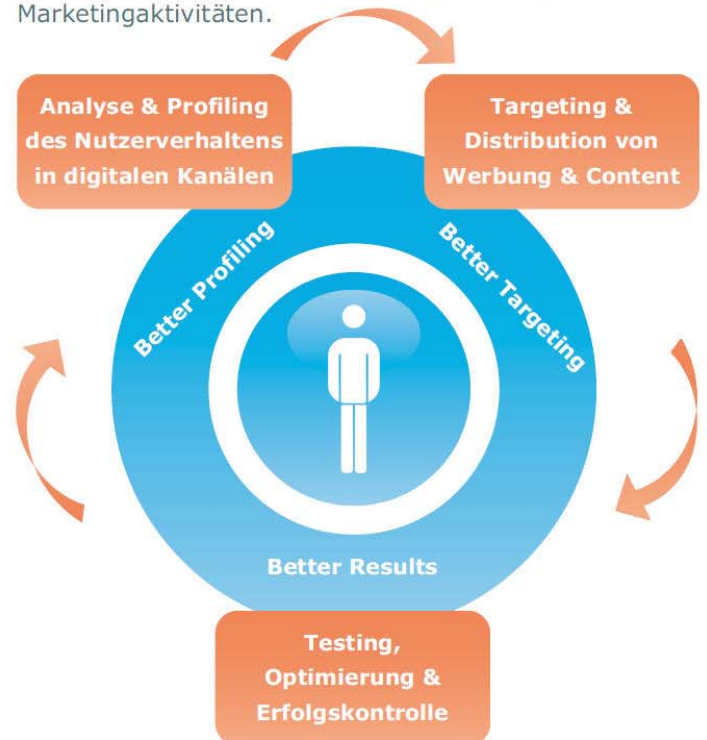 Marketingaktivitäten.
Analyse & Profiling
des Nutzerverhaltens
in digitalen Kanälen
Targeting &
Distribution von
Werbung & Content
Better Profiling
Better Targeting
Better Results
Testing,
Optimierung &
Erfolgskontrolle